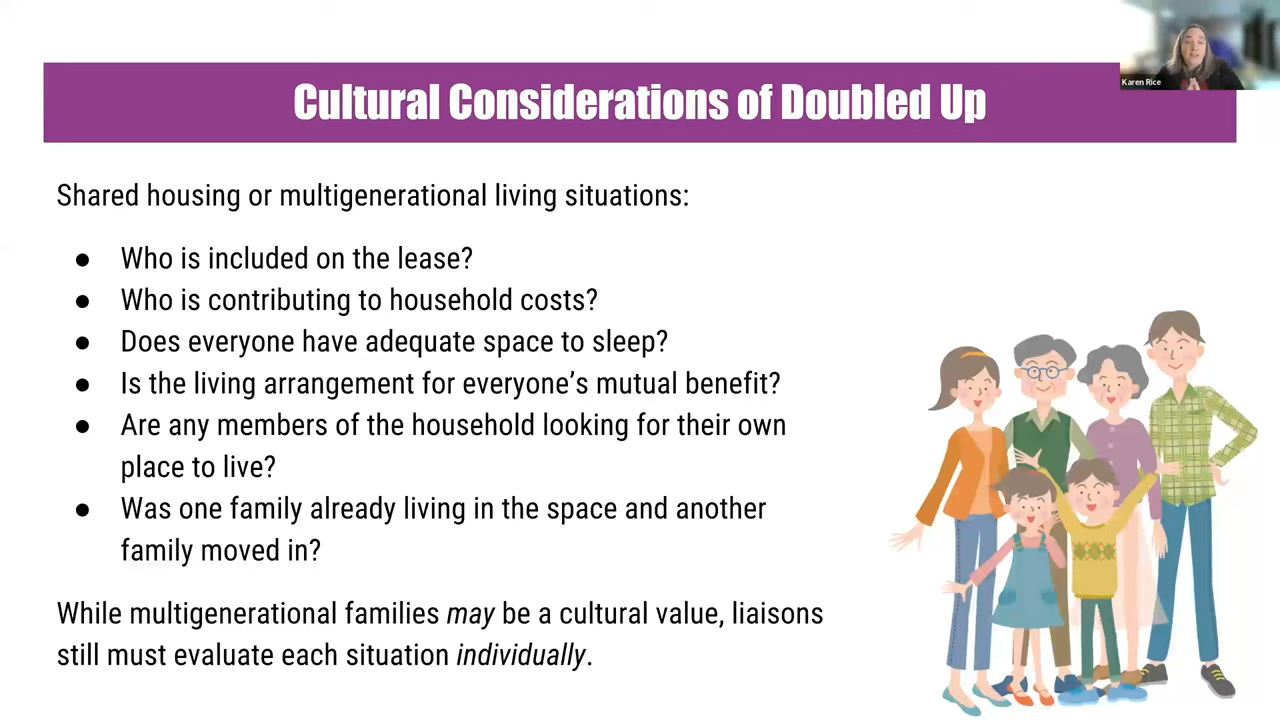 Karen Rice
Cultural Considerations of Doubled Up
Shared housing or multigenerational living situations:
● Who is included on the lease?
● Who is contributing to household costs?
● Does everyone have adequate space to sleep?
● Is the living arrangement for everyone’s mutual benefit?
● Are any members of the household looking for their own
place to live?
● Was one family already living in the space and another
family moved in?
While multigenerational families may be a cultural value, liaisons
still must evaluate each situation individually.